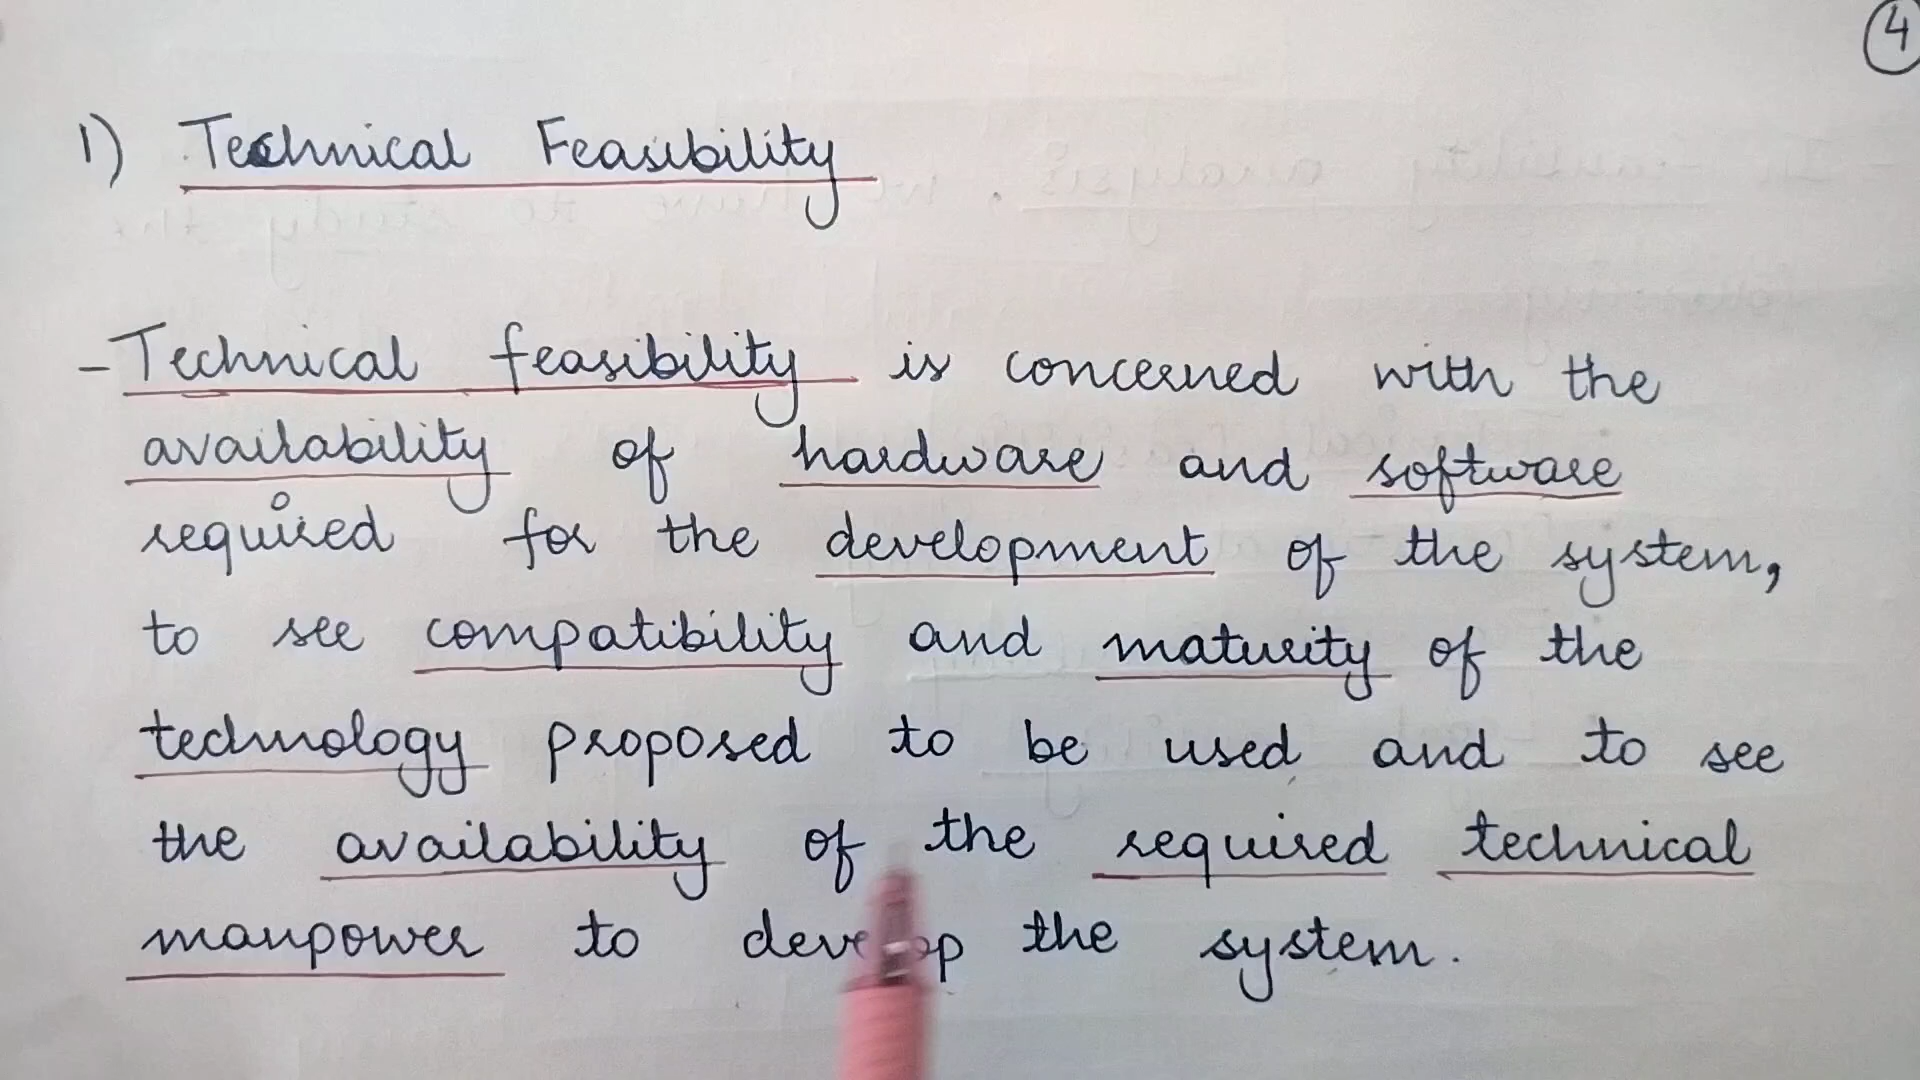 4
1) Technical Feasibility
- Technical feasibility is concerned with the
availability of hardware and software
required for the development of the system,
to see compatibility and maturity of the
technology proposed to be used and to see
the availability of the required technical
manpower to develop the system.